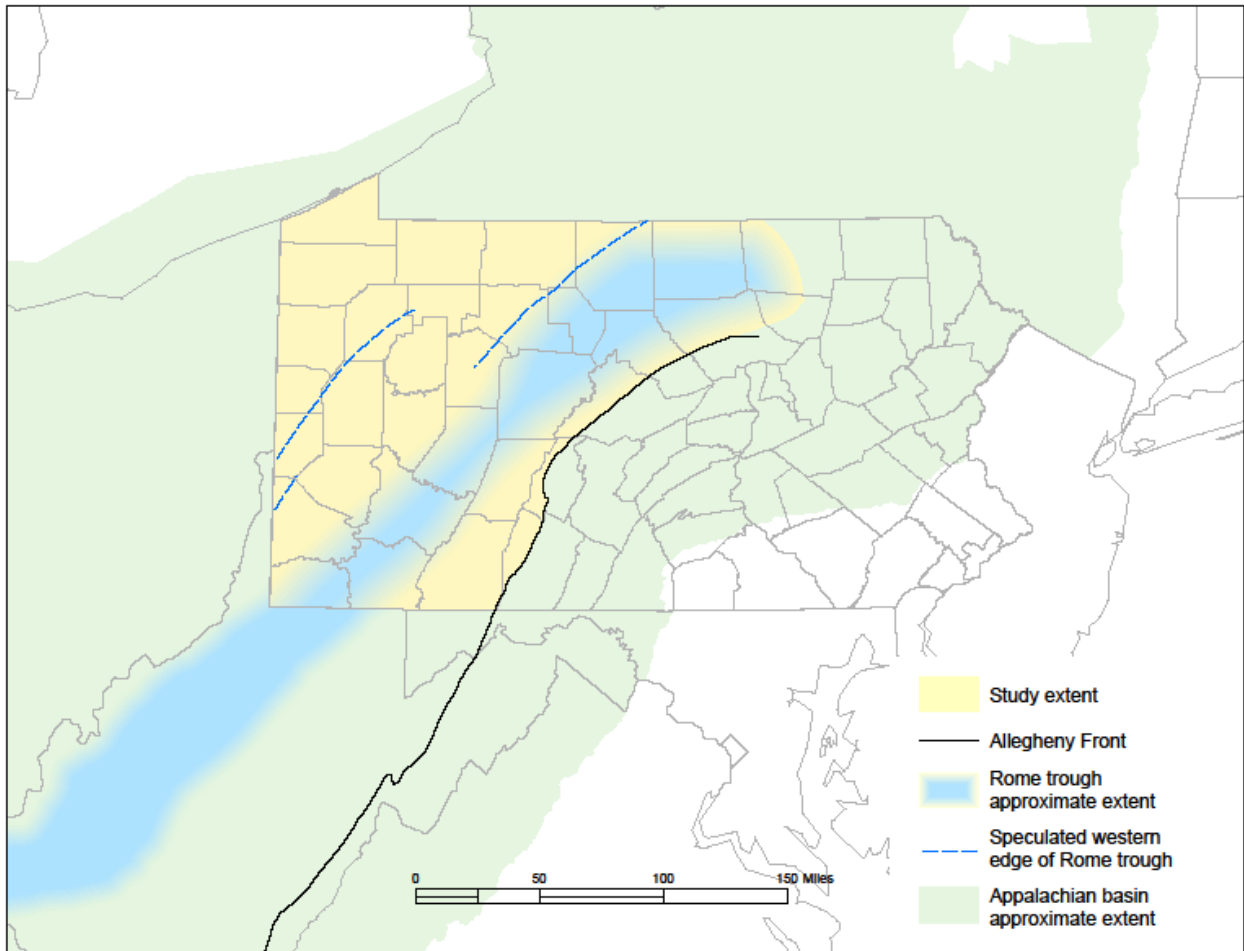 Study extent
Allegheny Front
Rome trough
approximate extent
Speculated western
edge of Rome trough
Appalachian basin
approximate extent
0 50 100 150 Miles